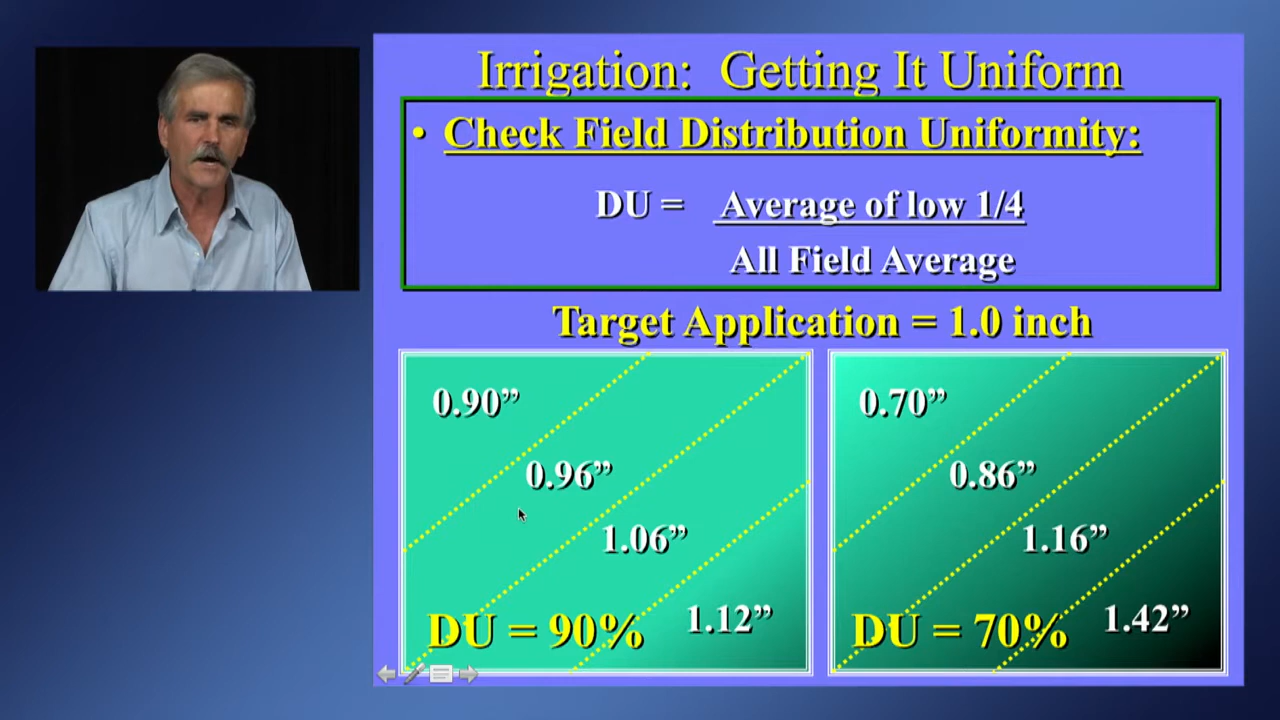 Irrigation: Getting It Uniform
• Check Field Distribution Uniformity:
DU = Average of low 1/4
All Field Average
Target Application = 1.0 inch
0.90”
0.96”
1.06”
1.12”
DU = 90%
0.70”
0.86”
1.16”
1.42”
DU = 70%